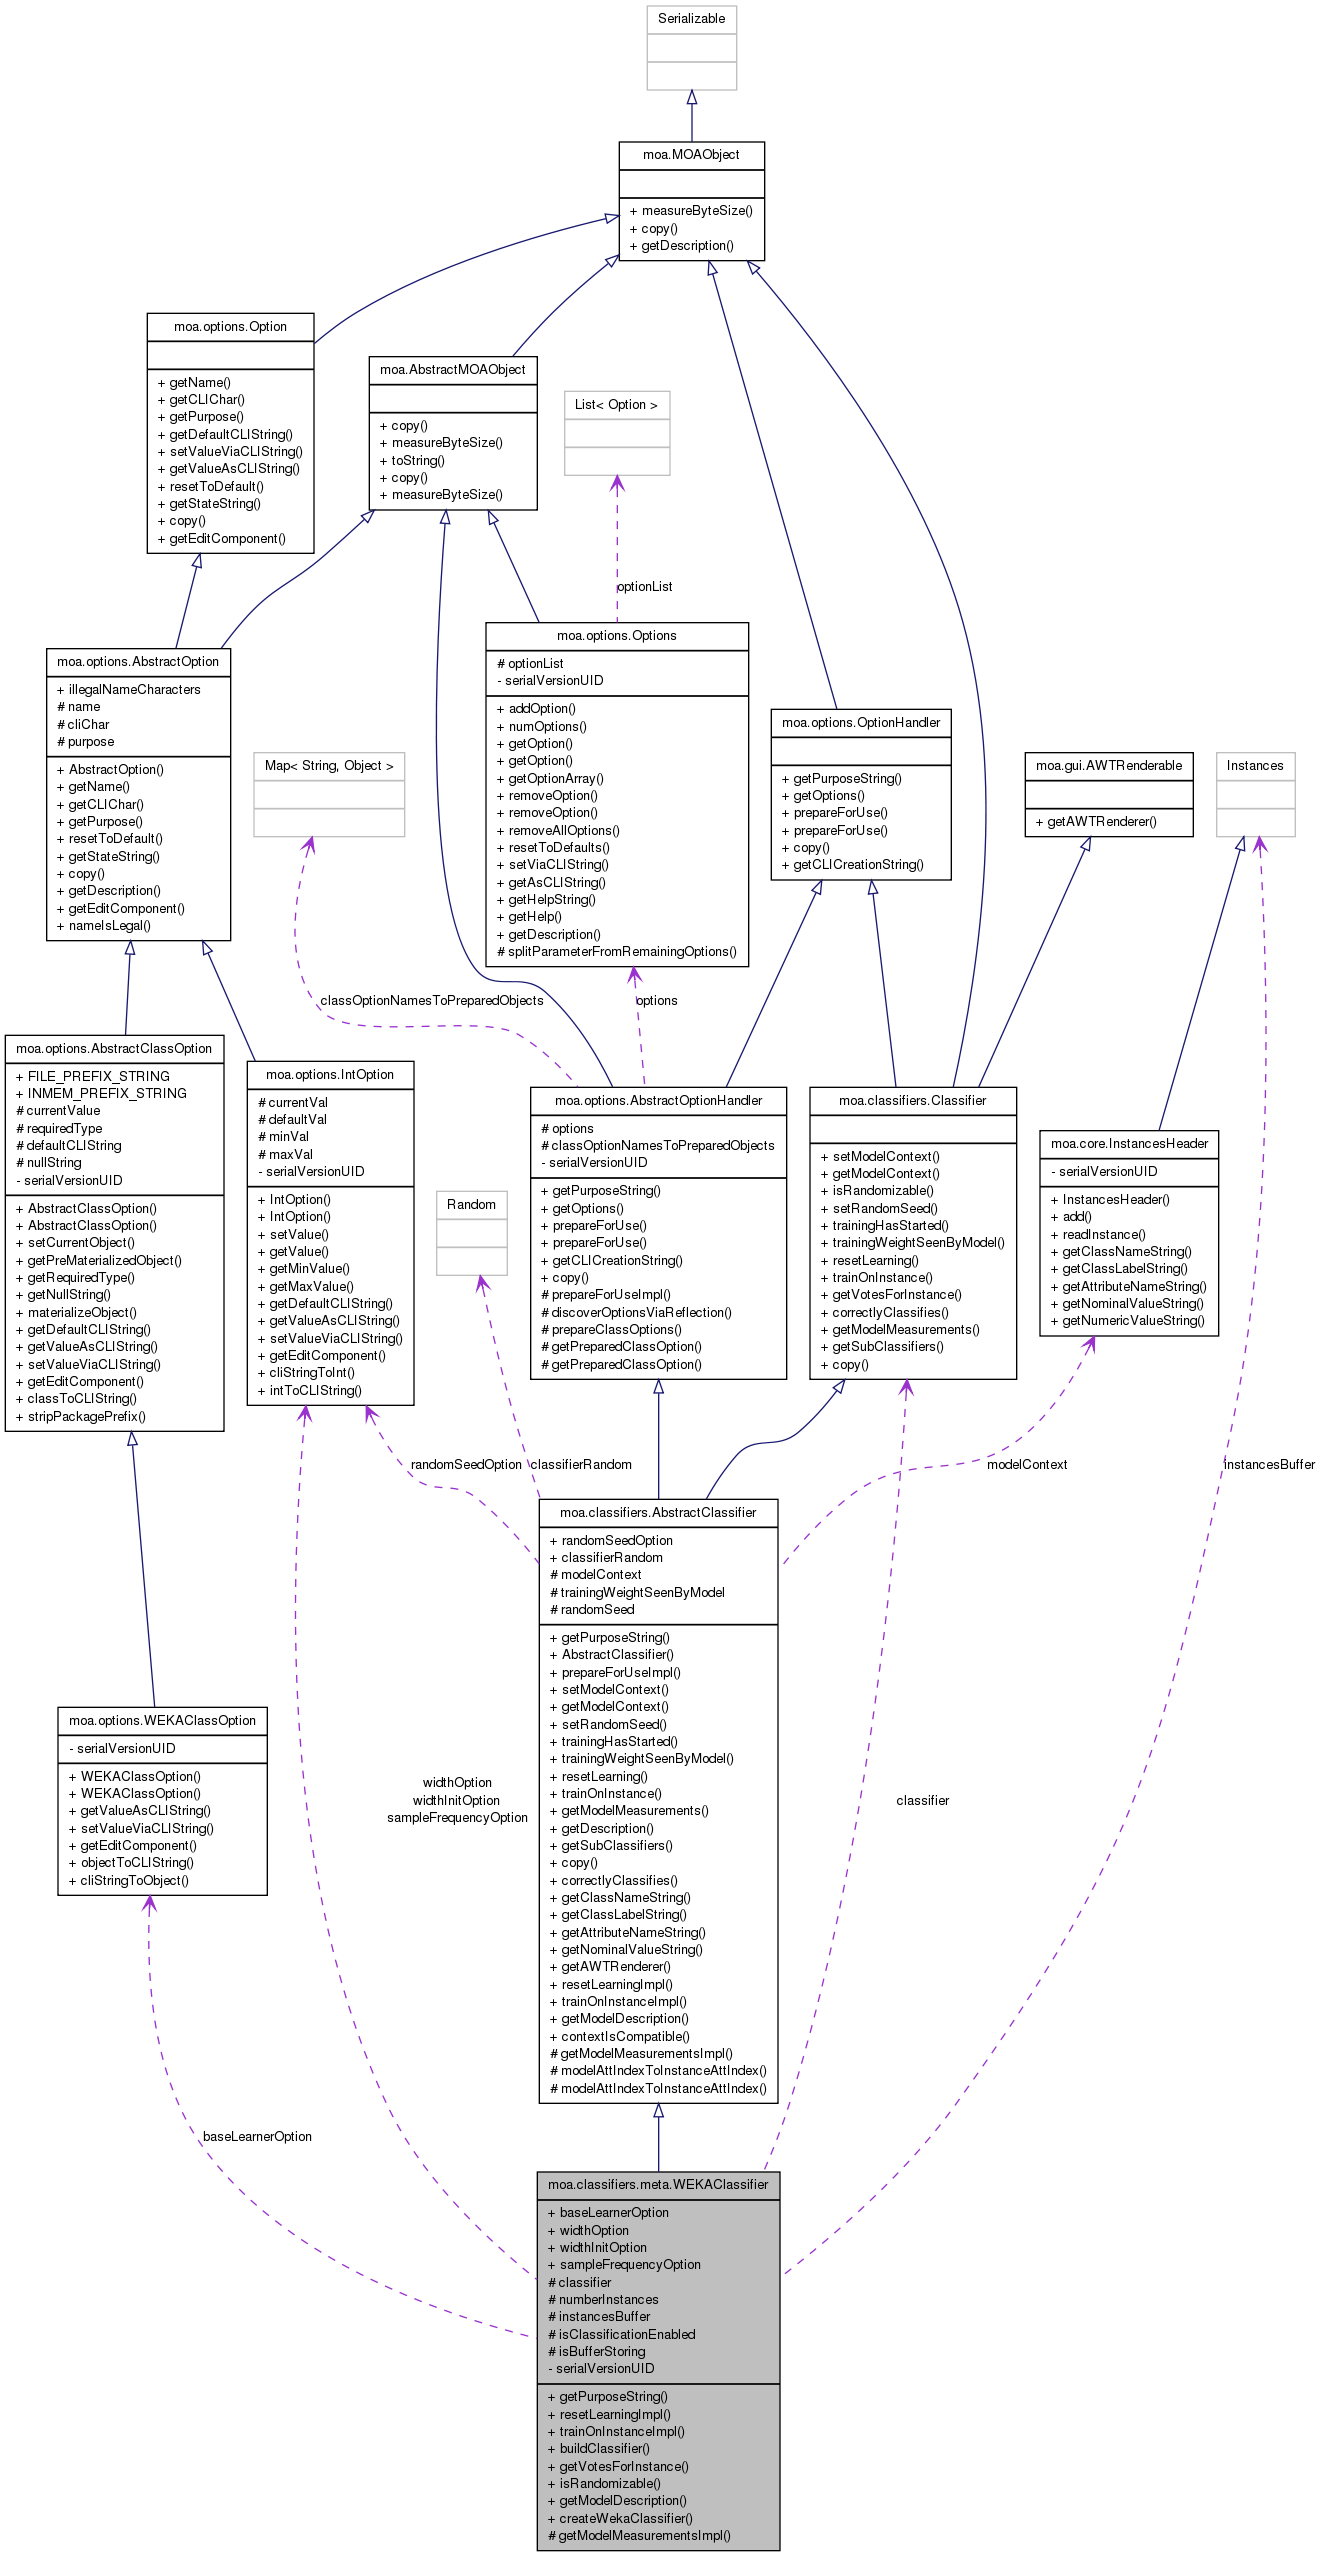 Serializable
moa.MOAObject
+ measureByteSize()
+ copy()
+ getDescription()
moa.options.Option
+ getName()
+ getCLIChar()
+ getPurpose()
+ getDefaultCLIString()
+ setValueViaCLIString()
+ getValueAsCLIString()
+ resetToDefault()
+ getStateString()
+ copy()
+ getEditComponent()
moa.AbstractMOAObject
+ copy()
+ measureByteSize()
+ toString()
+ copy()
+ measureByteSize()
List< Option >
optionList
moa.options.Options
# optionList
- serialVersionUID
+ addOption()
+ numOptions()
+ getOption()
+ getOption()
+ getOptionArray()
+ removeOption()
+ removeOption()
+ removeAllOptions()
+ resetToDefaults()
+ setViaCLIString()
+ getAsCLIString()
+ getHelpString()
+ getHelp()
+ getDescription()
# splitParameterFromRemainingOptions()
moa.options.AbstractOption
+ illegalNameCharacters
# name
# cliChar
# purpose
+ AbstractOption()
+ getName()
+ getCLIChar()
+ getPurpose()
+ resetToDefault()
+ getStateString()
+ copy()
+ getDescription()
+ getEditComponent()
+ nameIsLegal()
Map< String, Object >
moa.options.OptionHandler
+ getPurposeString()
+ getOptions()
+ prepareForUse()
+ prepareForUse()
+ copy()
+ getCLICreationString()
moa.gui.AWTRenderable
+ getAWTRenderer()
Instances
classOptionNamesToPreparedObjects
options
moa.options.AbstractClassOption
+ FILE_PREFIX_STRING
+ INMEM_PREFIX_STRING
# currentValue
# requiredType
# defaultCLIString
# nullString
- serialVersionUID
+ AbstractClassOption()
+ AbstractClassOption()
+ setCurrentObject()
+ getPreMaterializedObject()
+ getRequiredType()
+ getNullString()
+ materializeObject()
+ getDefaultCLIString()
+ getValueAsCLIString()
+ setValueViaCLIString()
+ getEditComponent()
+ classToCLIString()
+ stripPackagePrefix()
moa.options.IntOption
# currentVal
# defaultVal
# minVal
# maxVal
- serialVersionUID
+ IntOption()
+ IntOption()
+ setValue()
+ getValue()
+ getMinValue()
+ getMaxValue()
+ getDefaultCLIString()
+ getValueAsCLIString()
+ setValueViaCLIString()
+ getEditComponent()
+ cliStringToInt()
+ intToCLIString()
Random
moa.options.AbstractOptionHandler
# options
# classOptionNamesToPreparedObjects
- serialVersionUID
+ getPurposeString()
+ getOptions()
+ prepareForUse()
+ prepareForUse()
+ getCLICreationString()
+ copy()
# prepareForUseImpl()
# discoverOptionsViaReflection()
# prepareClassOptions()
# getPreparedClassOption()
# getPreparedClassOption()
moa.classifiers.Classifier
+ setModelContext()
+ getModelContext()
+ isRandomizable()
+ setRandomSeed()
+ trainingHasStarted()
+ trainingWeightSeenByModel()
+ resetLearning()
+ trainOnInstance()
+ getVotesForInstance()
+ correctlyClassifies()
+ getModelMeasurements()
+ getSubClassifiers()
+ copy()
moa.core.InstancesHeader
- serialVersionUID
+ InstancesHeader()
+ add()
+ readInstance()
+ getClassNameString()
+ getClassLabelString()
+ getAttributeNameString()
+ getNominalValueString()
+ getNumericValueString()
randomSeedOption
classifierRandom
modelContext
instancesBuffer
moa.classifiers.AbstractClassifier
+ randomSeedOption
+ classifierRandom
# modelContext
# trainingWeightSeenByModel
# randomSeed
+ getPurposeString()
+ AbstractClassifier()
+ prepareForUseImpl()
+ setModelContext()
+ getModelContext()
+ setRandomSeed()
+ trainingHasStarted()
+ trainingWeightSeenByModel()
+ resetLearning()
+ trainOnInstance()
+ getModelMeasurements()
+ getDescription()
+ getSubClassifiers()
+ copy()
+ correctlyClassifies()
+ getClassNameString()
+ getClassLabelString()
+ getAttributeNameString()
+ getNominalValueString()
+ getAWTRenderer()
+ resetLearningImpl()
+ trainOnInstanceImpl()
+ getModelDescription()
+ contextIsCompatible()
# getModelMeasurementsImpl()
# modelAttIndexToInstanceAttIndex()
# modelAttIndexToInstanceAttIndex()
moa.options.WEKAClassOption
- serialVersionUID
+ WEKAClassOption()
+ WEKAClassOption()
+ getValueAsCLIString()
+ setValueViaCLIString()
+ getEditComponent()
+ objectToCLIString()
+ cliStringToObject()
widthOption
widthInitOption
sampleFrequencyOption
classifier
baseLearnerOption
moa.classifiers.meta.WEKAClassifier
+ baseLearnerOption
+ widthOption
+ widthInitOption
+ sampleFrequencyOption
# classifier
# numberInstances
# instancesBuffer
# isClassificationEnabled
# isBufferStoring
- serialVersionUID
+ getPurposeString()
+ resetLearningImpl()
+ trainOnInstanceImpl()
+ buildClassifier()
+ getVotesForInstance()
+ isRandomizable()
+ getModelDescription()
+ createWekaClassifier()
# getModelMeasurementsImpl()